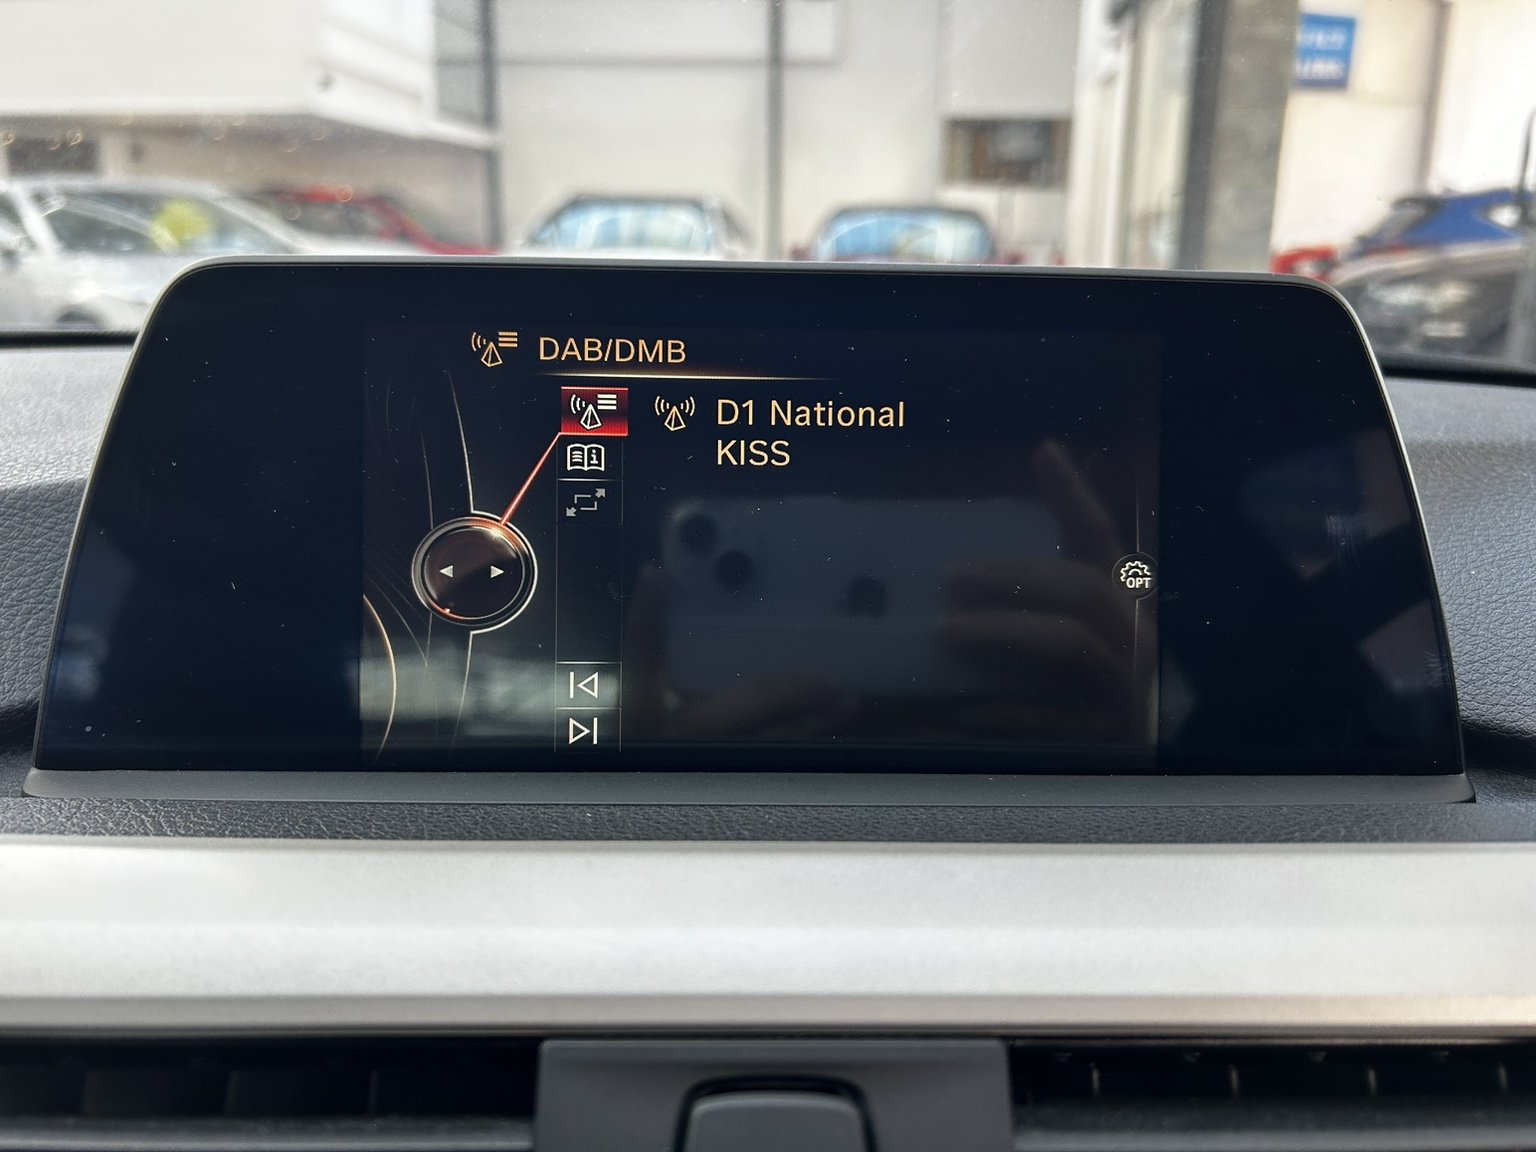 DAB/DMB
D1 National
KISS
OPT